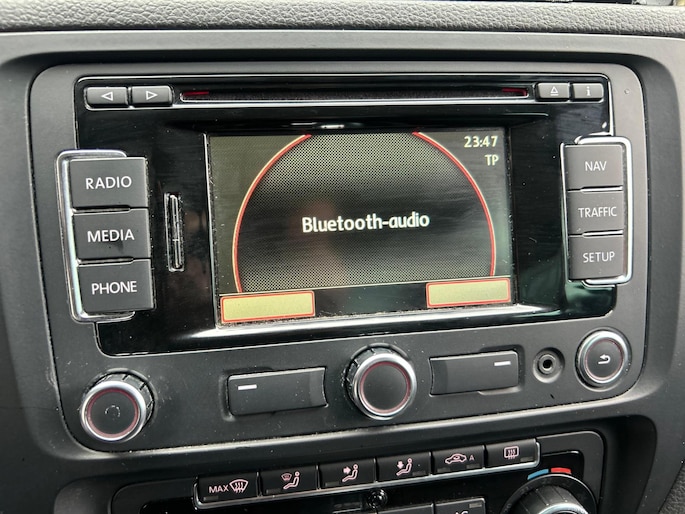 i
23:47
TP
RADIO
NAV
Bluetooth-audio
MEDIA
TRAFFIC
PHONE
SETUP
MAX
A